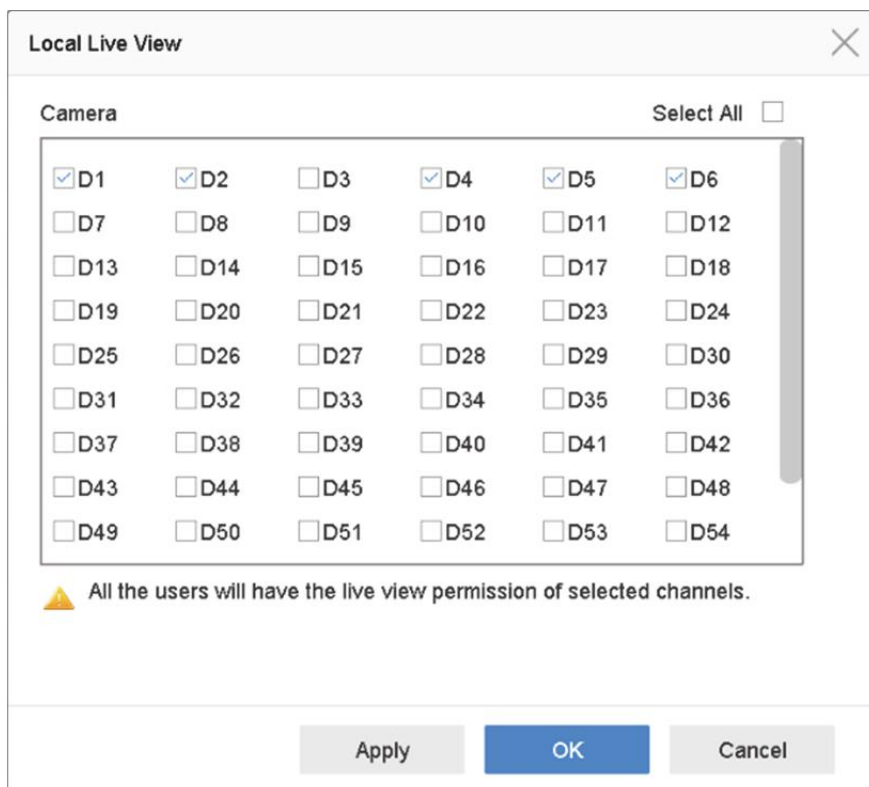 Local Live View
Camera Select All
D1 D2 D3 D4 D5 D6
D7 D8 D9 D10 D11 D12
D13 D14 D15 D16 D17 D18
D19 D20 D21 D22 D23 D24
D25 D26 D27 D28 D29 D30
D31 D32 D33 D34 D35 D36
D37 D38 D39 D40 D41 D42
D43 D44 D45 D46 D47 D48
D49 D50 D51 D52 D53 D54
All the users will have the live view permission of selected channels.
Apply OK Cancel